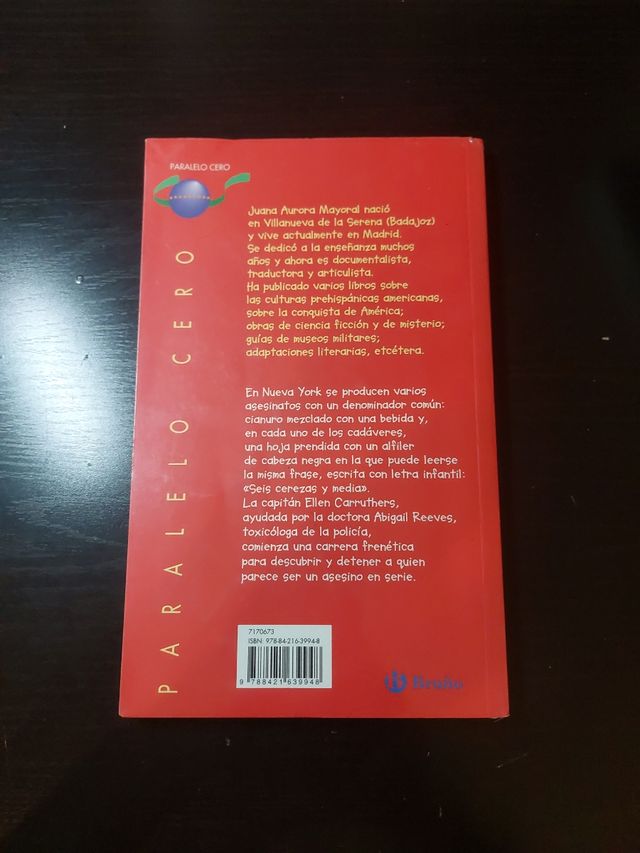 PARALELO CERO
PARALELO CERO
Juana Aurora Mayoral nació
en Villanueva de la Serena (Badajoz)
y vive actualmente en Madrid.
Se dedicó a la enseñanza muchos
años y ahora es documentalista,
traductora y articulista.
Ha publicado varios libros sobre
las culturas prehispánicas americanas,
sobre la conquista de América;
obras de ciencia ficción y de misterio;
guías de museos militares;
adaptaciones literarias, etcétera.
En Nueva York se producen varios
asesinatos con un denominador común:
cianuro mezclado con una bebida y,
en cada uno de los cadáveres,
una hoja prendida con un alfiler
de cabeza negra en la que puede leerse
la misma frase, escrita con letra infantil:
«Seis cerezas y media».
La capitán Ellen Carruthers,
ayudada por la doctora Abigail Reeves,
toxicóloga de la policía,
comienza una carrera frenética
para descubrir y detener a quien
parece ser un asesino en serie.
7170673
ISBN: 978-84-216-3994-8
9 788421 639948
Bruño